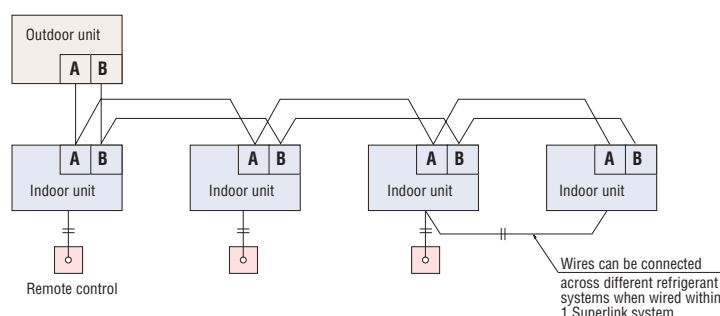 Outdoor unit
A B
A B
A B
A B
A B
Indoor unit
Indoor unit
Indoor unit
Indoor unit
Remote control
Wires can be connected
across different refrigerant
systems when wired within
1 Superlink system